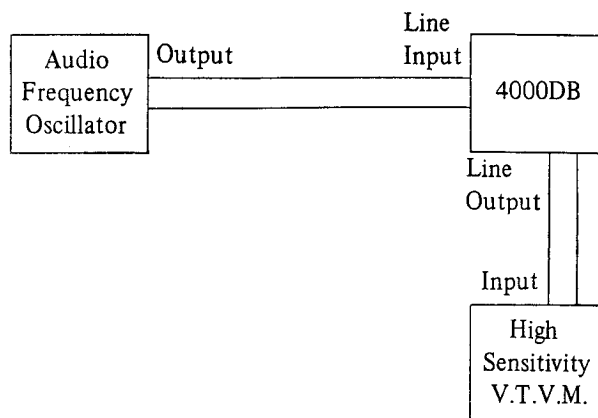 Audio
Frequency
Oscillator
Output
Line
Input
4000DB
Line
Output
Input
High
Sensitivity
V.T.V.M.